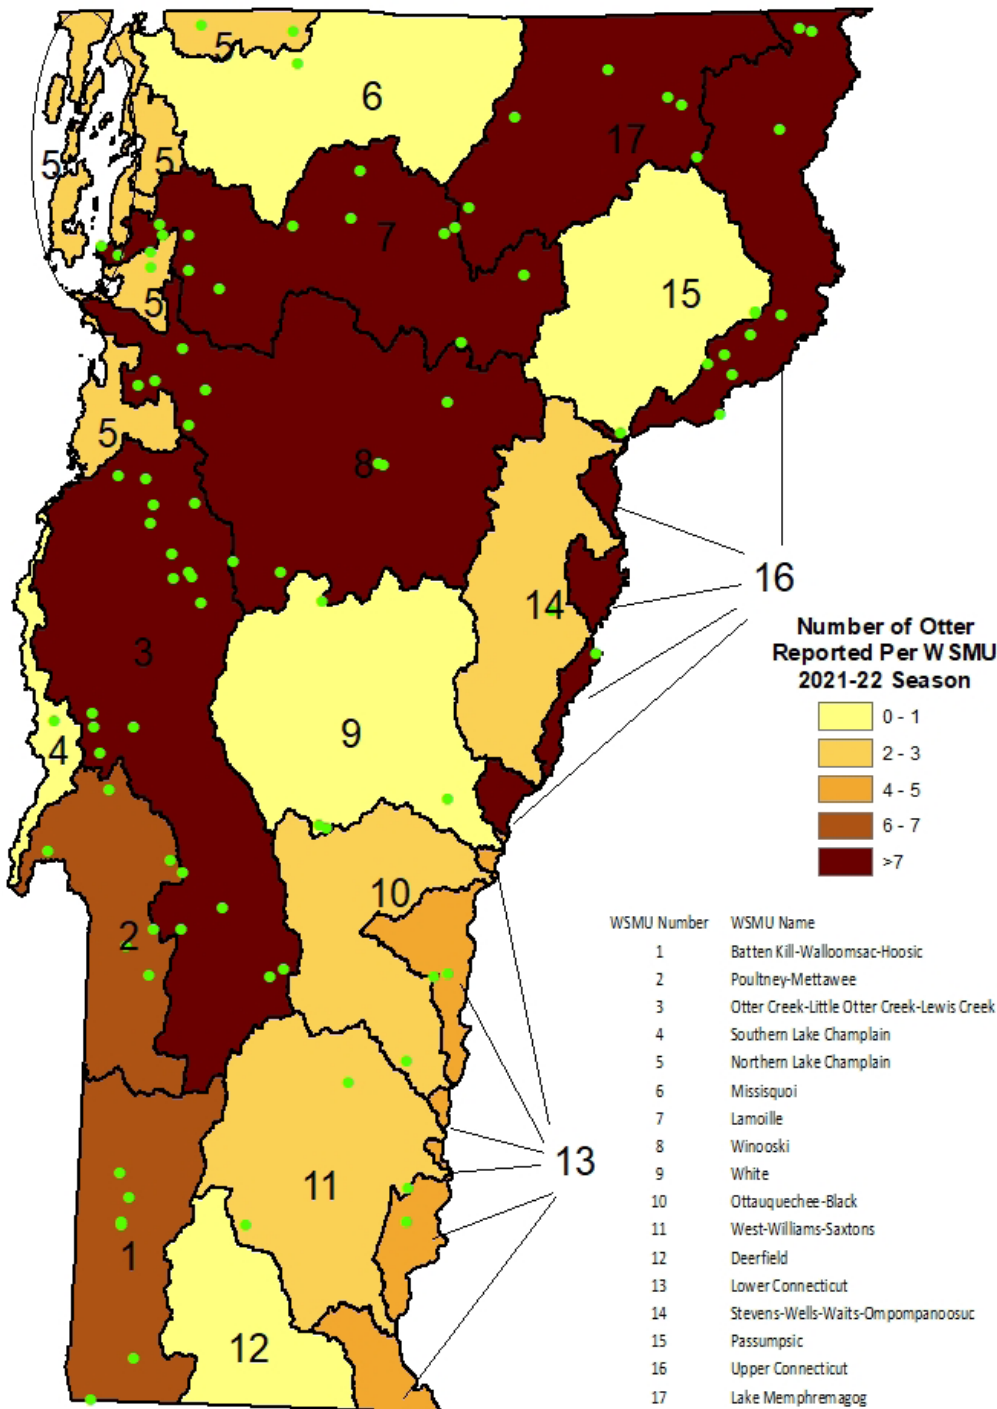 5
6
17
5
5
7
15
5
5
8
16
14
Number of Otter
Reported Per WSMU
2021-22 Season
3
0 - 1
9
4
2 - 3
4 - 5
6 - 7
>7
10
2
WSMU Number WSMU Name
1 Batten Kill-Walloomsac-Hoosic
2 Poultney-Mettawee
3 Otter Creek-Little Otter Creek-Lewis Creek
4 Southern Lake Champlain
5 Northern Lake Champlain
6 Missisquoi
7 Lamoille
8 Winooski
9 White
10 Ottauquechee-Black
11 West-Williams-Saxtons
12 Deerfield
13 Lower Connecticut
14 Stevens-Wells-Waits-Ompompanoosuc
15 Passumpsic
16 Upper Connecticut
17 Lake Memphremagog
13
11
1
12